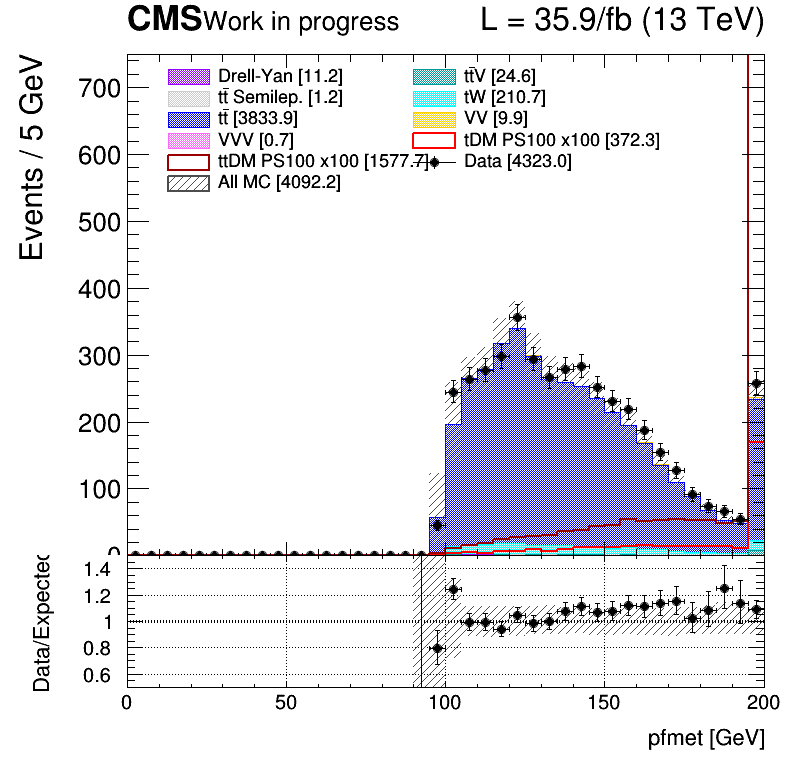 CMS Work in progress L = 35.9/fb (13 TeV)
Events / 5 GeV
700
600
500
400
300
200
100
0
Drell-Yan [11.2] tt̄V [24.6]
tt̄ Semilep. [1.2] tW [210.7]
tt̄ [3833.9] VV [9.9]
VVV [0.7] tDM PS100 x100 [372.3]
ttDM PS100 x100 [1577.7] Data [4323.0]
All MC [4092.2]
Data/Expected
1.4
1.2
1
0.8
0.6
0 50 100 150 200
pfmet [GeV]